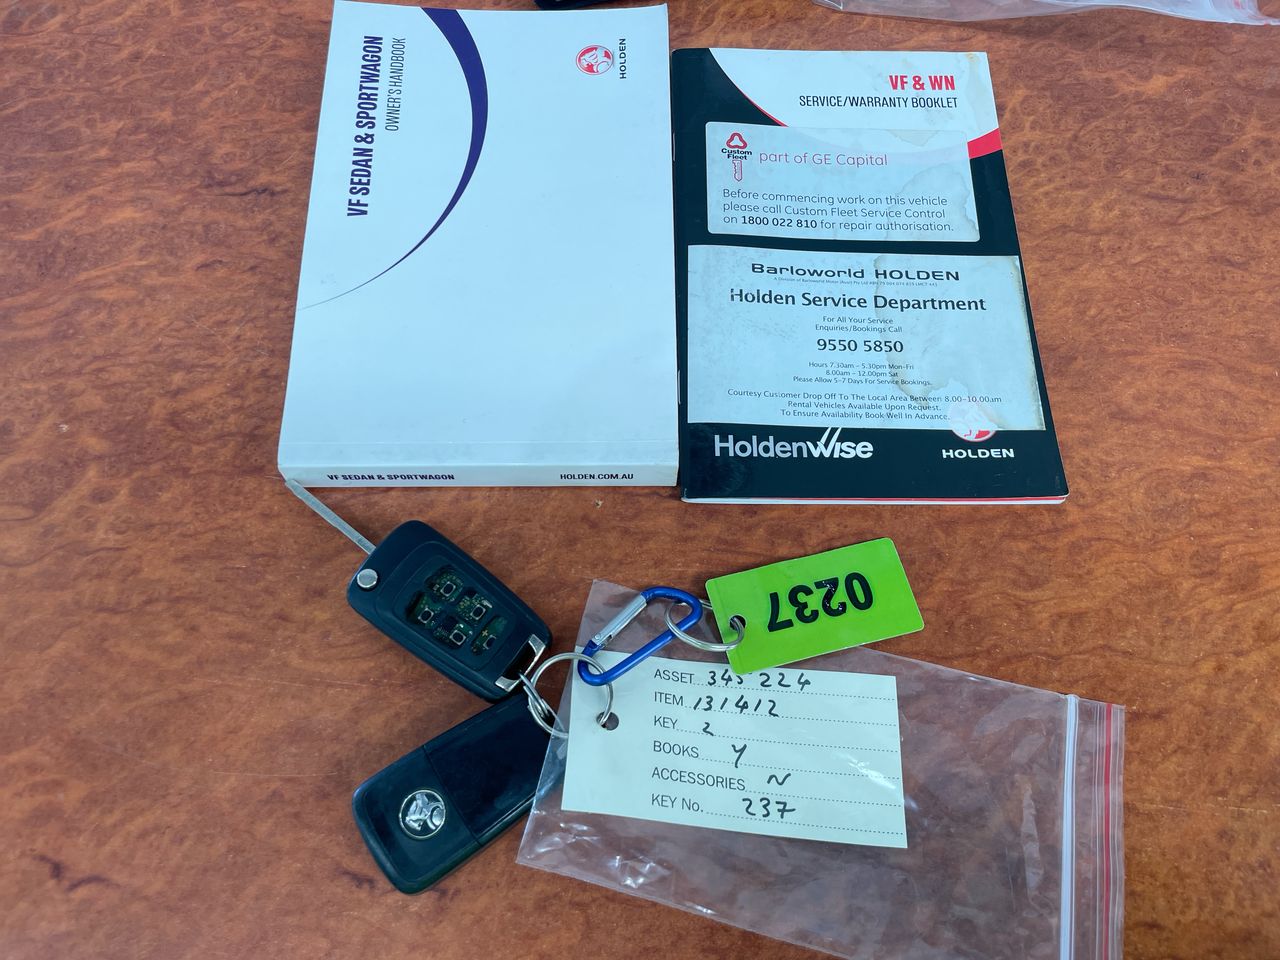 VF SEDAN & SPORTWAGON
OWNER'S HANDBOOK
HOLDEN
VF SEDAN & SPORTWAGON
HOLDEN.COM.AU
VF & WN
SERVICE/WARRANTY BOOKLET
Custom
Fleet
part of GE Capital
Before commencing work on this vehicle
please call Custom Fleet Service Control
on 1800 022 810 for repair authorisation.
Barloworld HOLDEN
Holden Service Department
For All Your Service
Enquiries/Bookings Call
9550 5850
Hours 7.30am - 5.30pm Mon-Fri
8.00am - 12.00pm Sat
Please Allow 5-7 Days For Service Bookings.
Courtesy Customer Drop Off To The Local Area Between 8.00-10.00am
Rental Vehicles Available Upon Request.
To Ensure Availability Book Well In Advance.
HoldenWise
HOLDEN
0237
ASSET 345 224
ITEM 131412
KEY 2
BOOKS Y
ACCESSORIES N
KEY No. 237